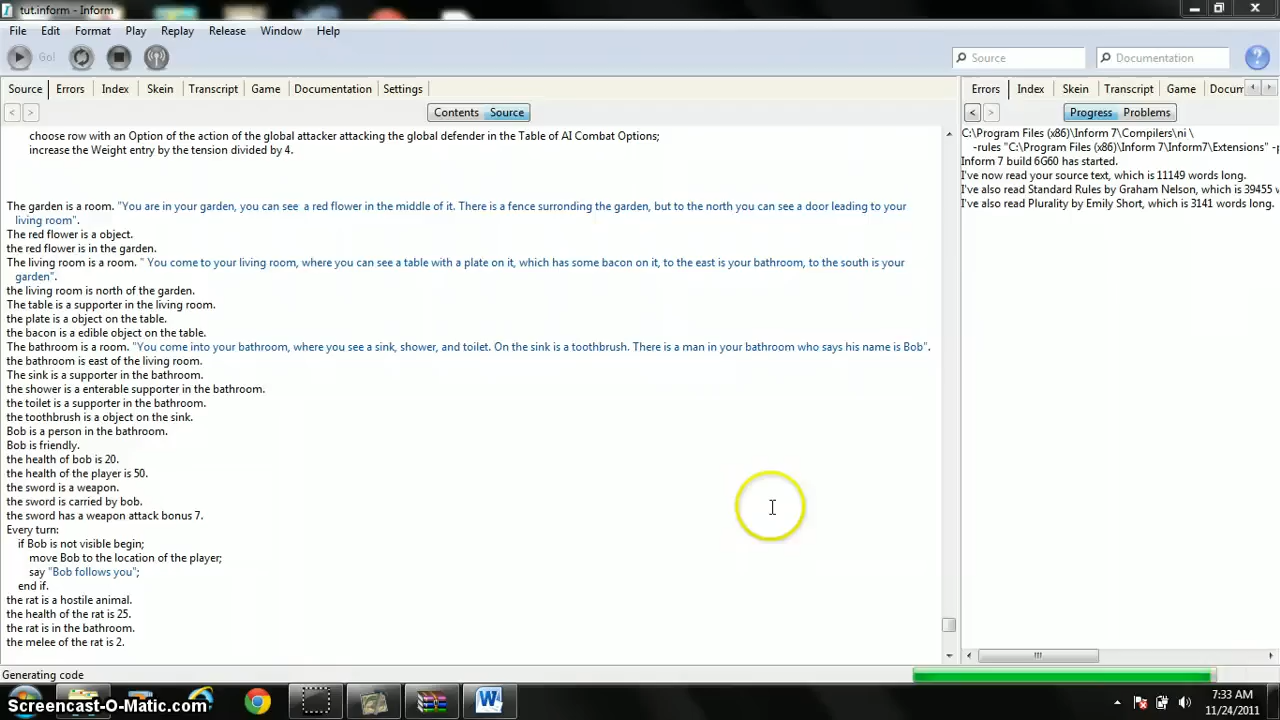 tut.inform - Inform
File Edit Format Play Replay Release Window Help
Go! Source Documentation
Source Errors Index Skein Transcript Game Documentation Settings
Errors Index Skein Transcript Game Docum
< > Contents Source
< > Progress Problems
choose row with an Option of the action of the global attacker attacking the global defender in the Table of AI Combat Options;
increase the Weight entry by the tension divided by 4.
The garden is a room. "You are in your garden, you can see  a red flower in the middle of it. There is a fence surronding the garden, but to the north you can see a door leading to your
living room".
The red flower is a object.
the red flower is in the garden.
The living room is a room. " You come to your living room, where you can see a table with a plate on it, which has some bacon on it, to the east is your bathroom, to the south is your
garden".
the living room is north of the garden.
The table is a supporter in the living room.
the plate is a object on the table.
the bacon is a edible object on the table.
The bathroom is a room. "You come into your bathroom, where you see a sink, shower, and toilet. On the sink is a toothbrush. There is a man in your bathroom who says his name is Bob".
the bathroom is east of the living room.
The sink is a supporter in the bathroom.
the shower is a enterable supporter in the bathroom.
the toilet is a supporter in the bathroom.
the toothbrush is a object on the sink.
Bob is a person in the bathroom.
Bob is friendly.
the health of bob is 20.
the health of the player is 50.
the sword is a weapon.
the sword is carried by bob.
the sword has a weapon attack bonus 7.
Every turn:
if Bob is not visible begin;
move Bob to the location of the player;
say "Bob follows you";
end if.
the rat is a hostile animal.
the health of the rat is 25.
the rat is in the bathroom.
the melee of the rat is 2.
C:\Program Files (x86)\Inform 7\Compilers\ni \
-rules "C:\Program Files (x86)\Inform 7\Inform7\Extensions" -p
Inform 7 build 6G60 has started.
I've now read your source text, which is 11149 words long.
I've also read Standard Rules by Graham Nelson, which is 39455 w
I've also read Plurality by Emily Short, which is 3141 words long.
Generating code
Screencast-O-Matic.com
7:33 AM
11/24/2011